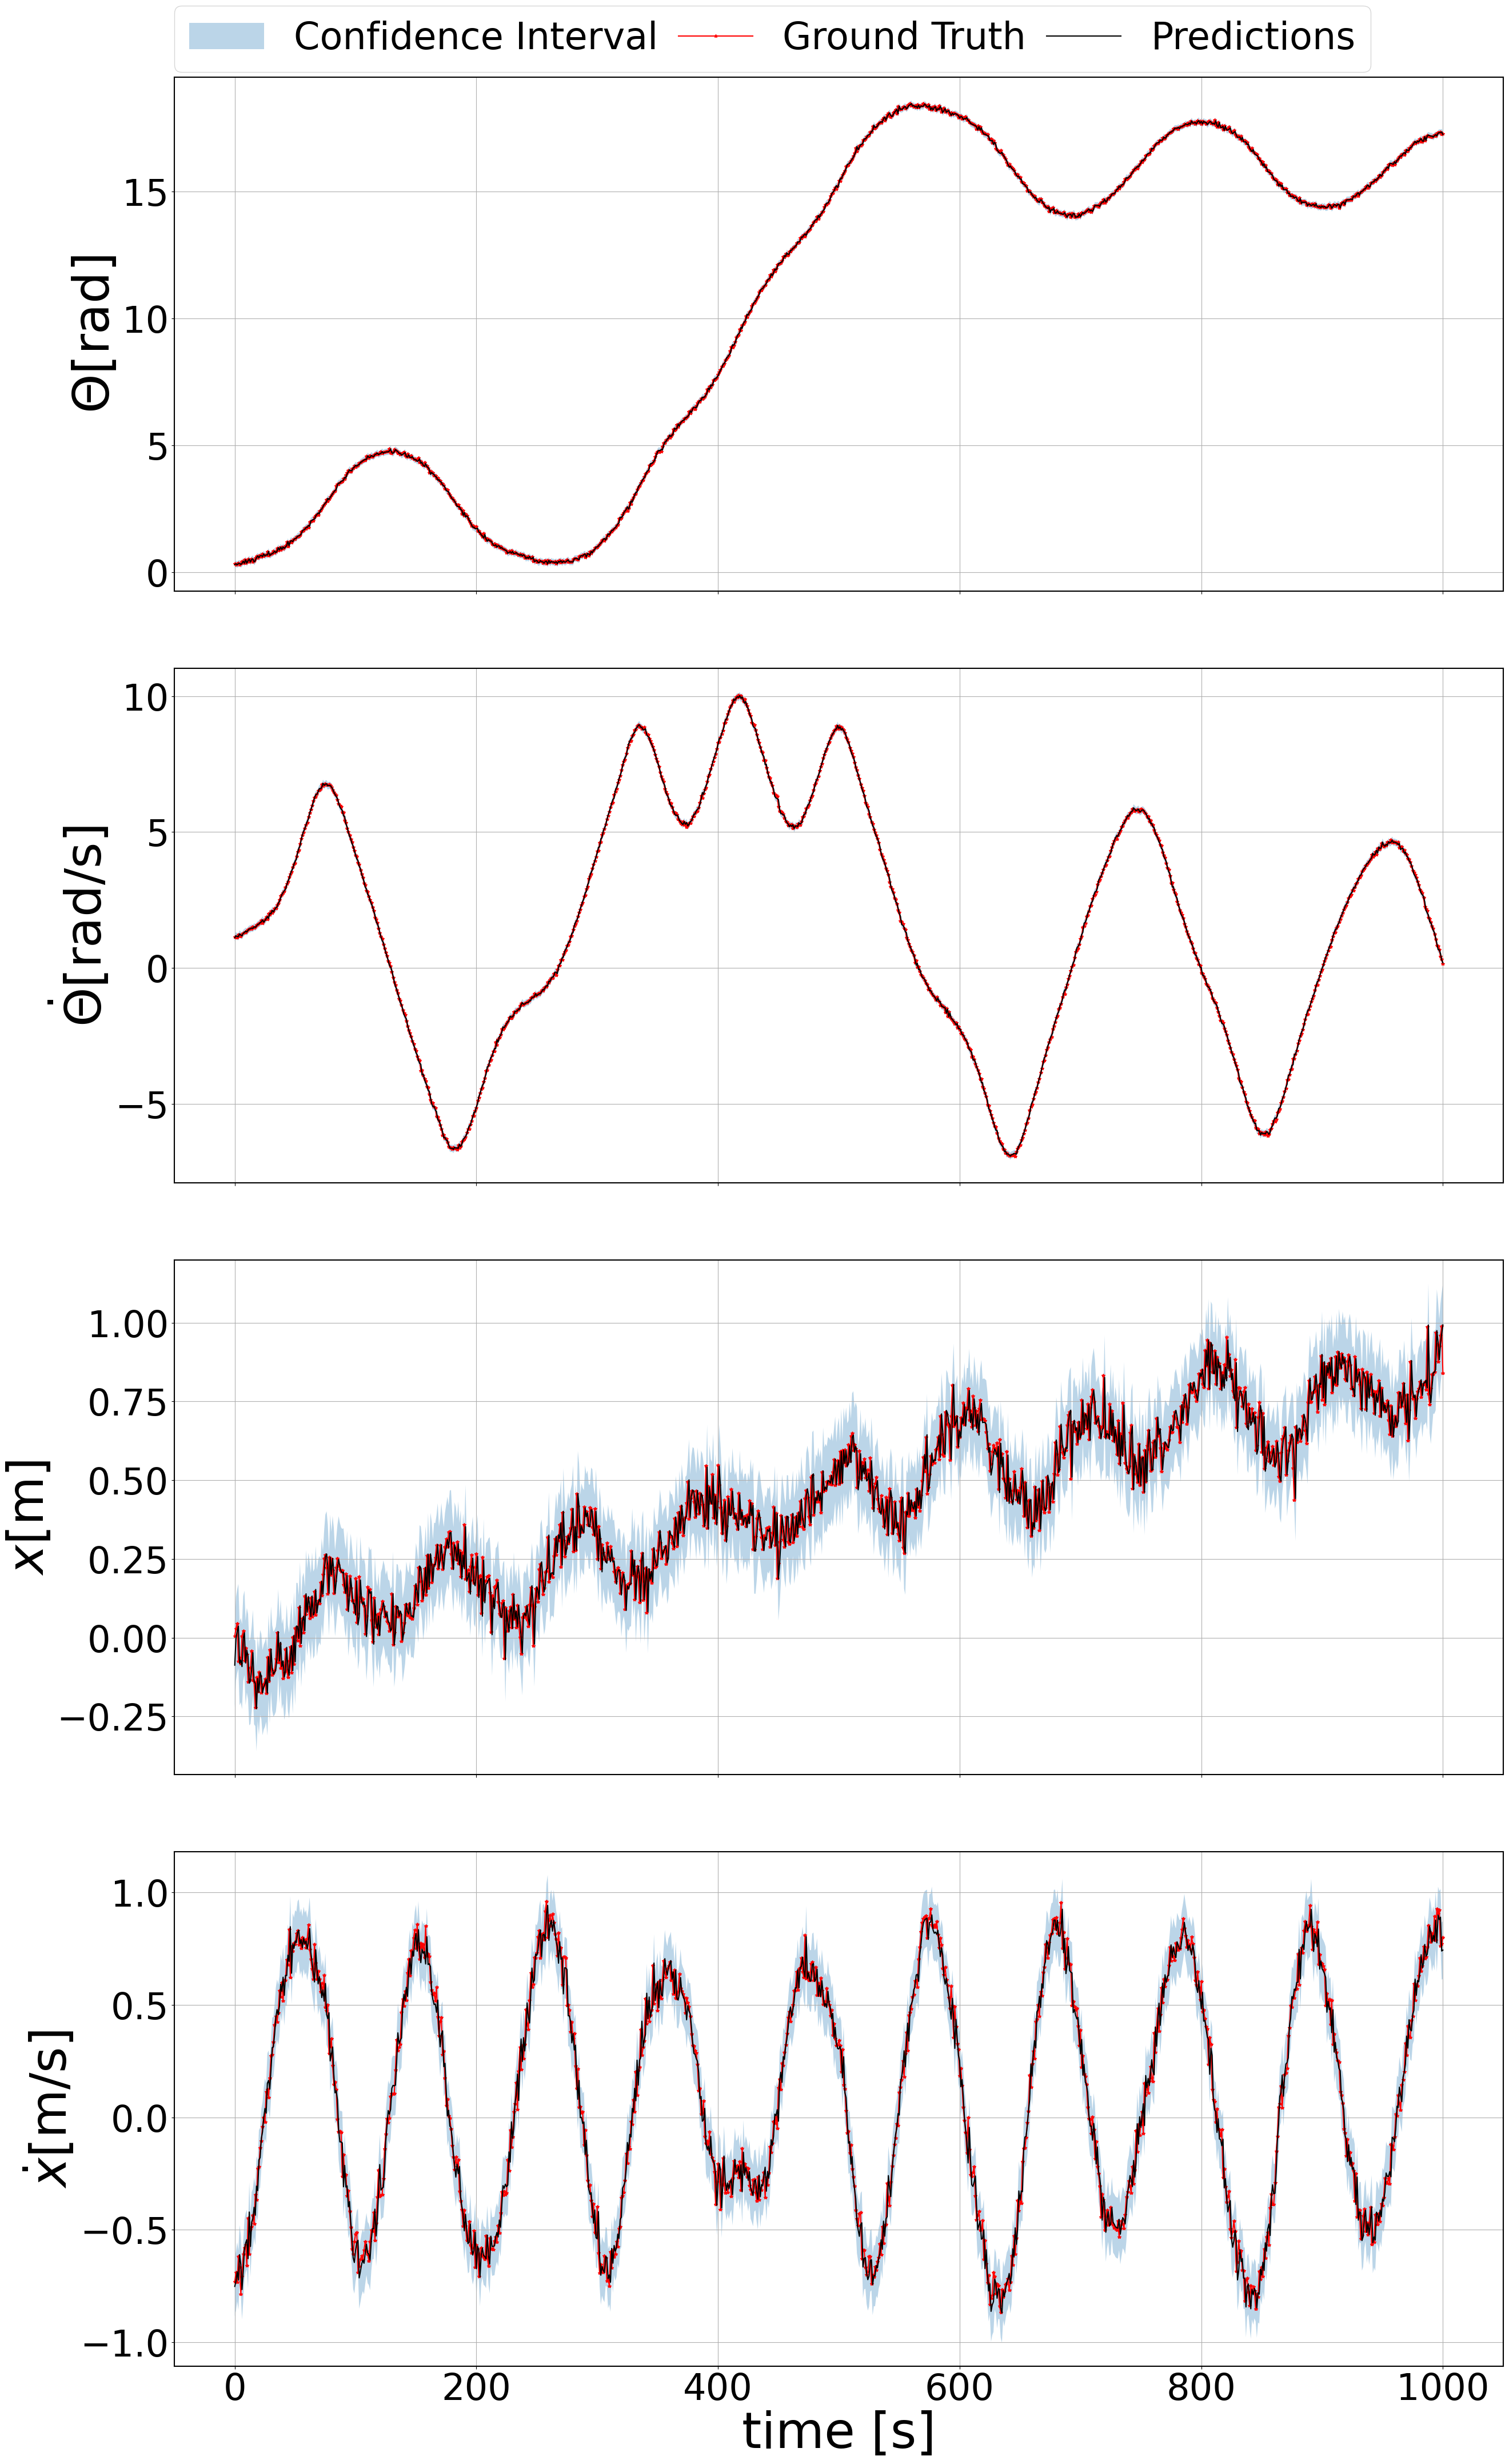 Confidence Interval Ground Truth Predictions
Θ[rad]
15
10
5
0
Θ̇[rad/s]
10
5
0
−5
x[m]
1.00
0.75
0.50
0.25
0.00
−0.25
ẋ[m/s]
1.0
0.5
0.0
−0.5
−1.0
0 200 400 600 800 1000
time [s]